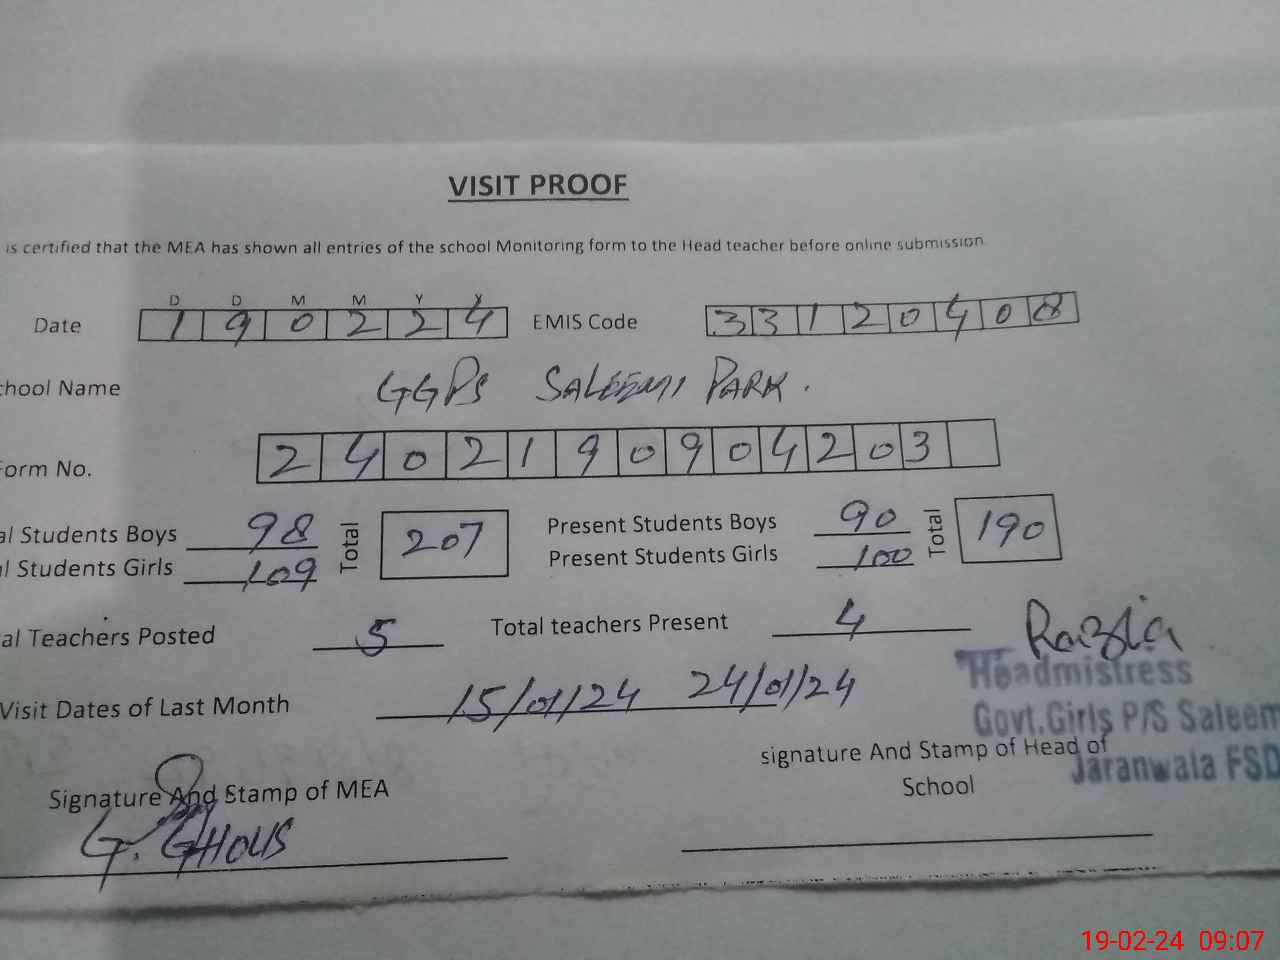 VISIT PROOF
is certified that the MEA has shown all entries of the school Monitoring form to the Head teacher before online submission
D D M M Y Y
Date 1 9 0 2 2 4 EMIS Code 3 3 1 2 0 4 0 8
chool Name GGPS SALEEMI PARK.
Form No. 2 4 0 2 1 9 0 9 0 4 2 0 3
al Students Boys 98 Total 207 Present Students Boys 90 Total 190
l Students Girls 109 Present Students Girls 100
al Teachers Posted 5 Total teachers Present 4
Razia
Headmistress
Govt.Girls P/S Saleem
Jaranwala FSD
Visit Dates of Last Month 15/01/24 24/01/24
Signature And Stamp of MEA
signature And Stamp of Head of
School
G. GHOUS
19-02-24 09:07